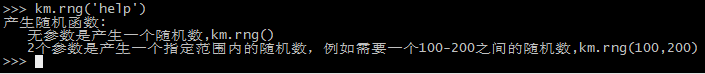 >>> km.rng('help')
产生随机函数:
无参数是产生一个随机数,km.rng()
2个参数是产生一个指定范围内的随机数，例如需要一个100-200之间的随机数,km.rng(100,200)
>>>